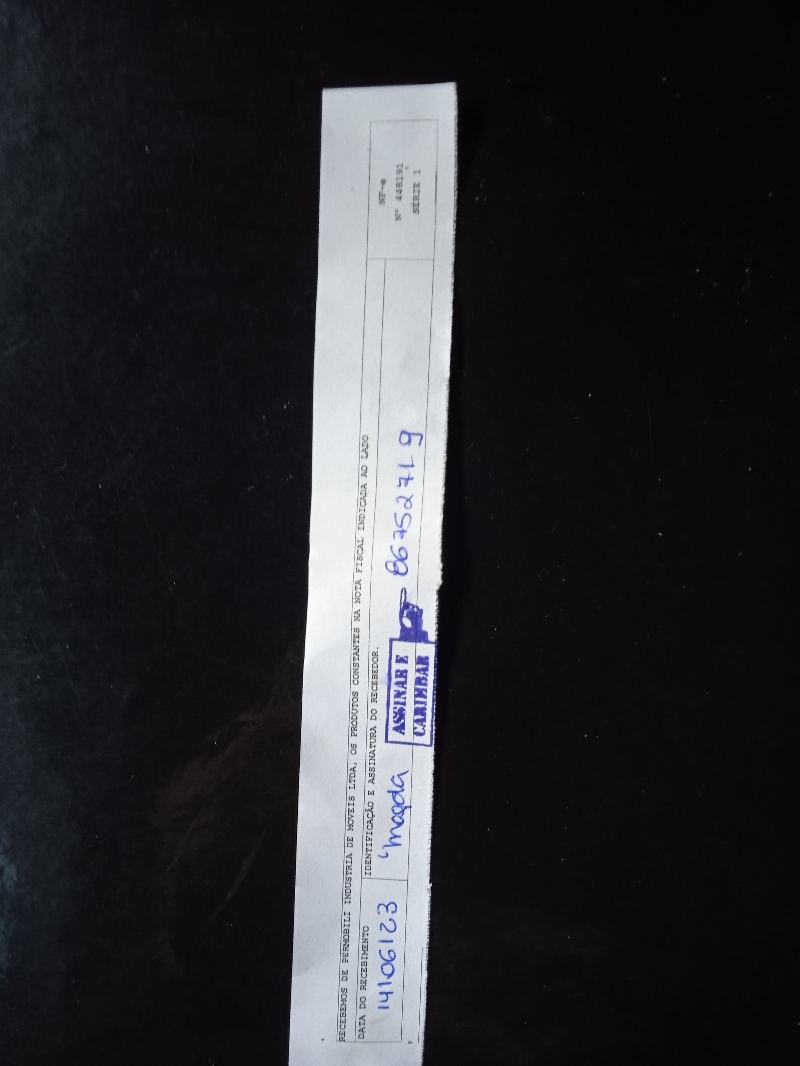 RECEBEMOS DE PERMOBILI INDUSTRIA DE MOVEIS LTDA, OS PRODUTOS CONSTANTES NA NOTA FISCAL INDICADA AO LADO
DATA DO RECEBIMENTO
14/06/23
IDENTIFICAÇÃO E ASSINATURA DO RECEBEDOR.
Magda
ASSINAR E
CARIMBAR
NF-e
Nº 448191
SÉRIE 1